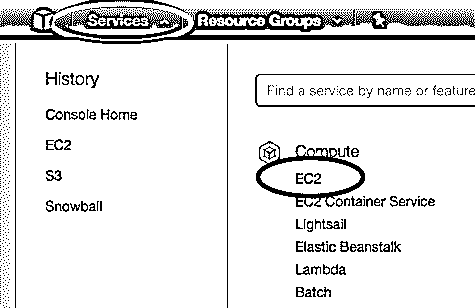 Services Resource Groups
History
Console Home
EC2
S3
Snowball
Find a service by name or feature
Compute
EC2
EC2 Container Service
Lightsail
Elastic Beanstalk
Lambda
Batch